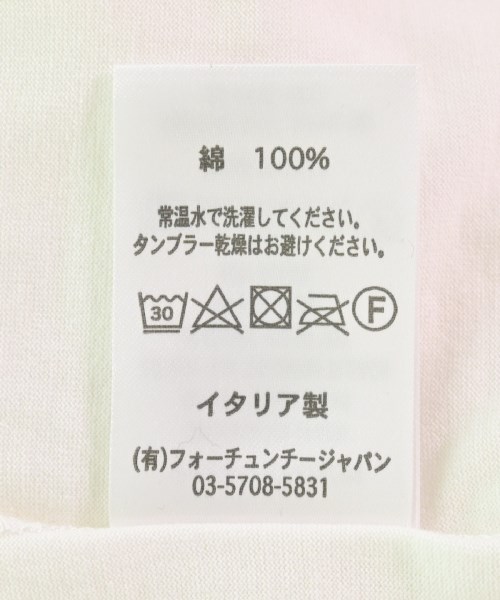 綿 100%
常温水で洗濯してください。
タンブラー乾燥はお避けください。
30 F
イタリア製
(有)フォーチュンチージャパン
03-5708-5831